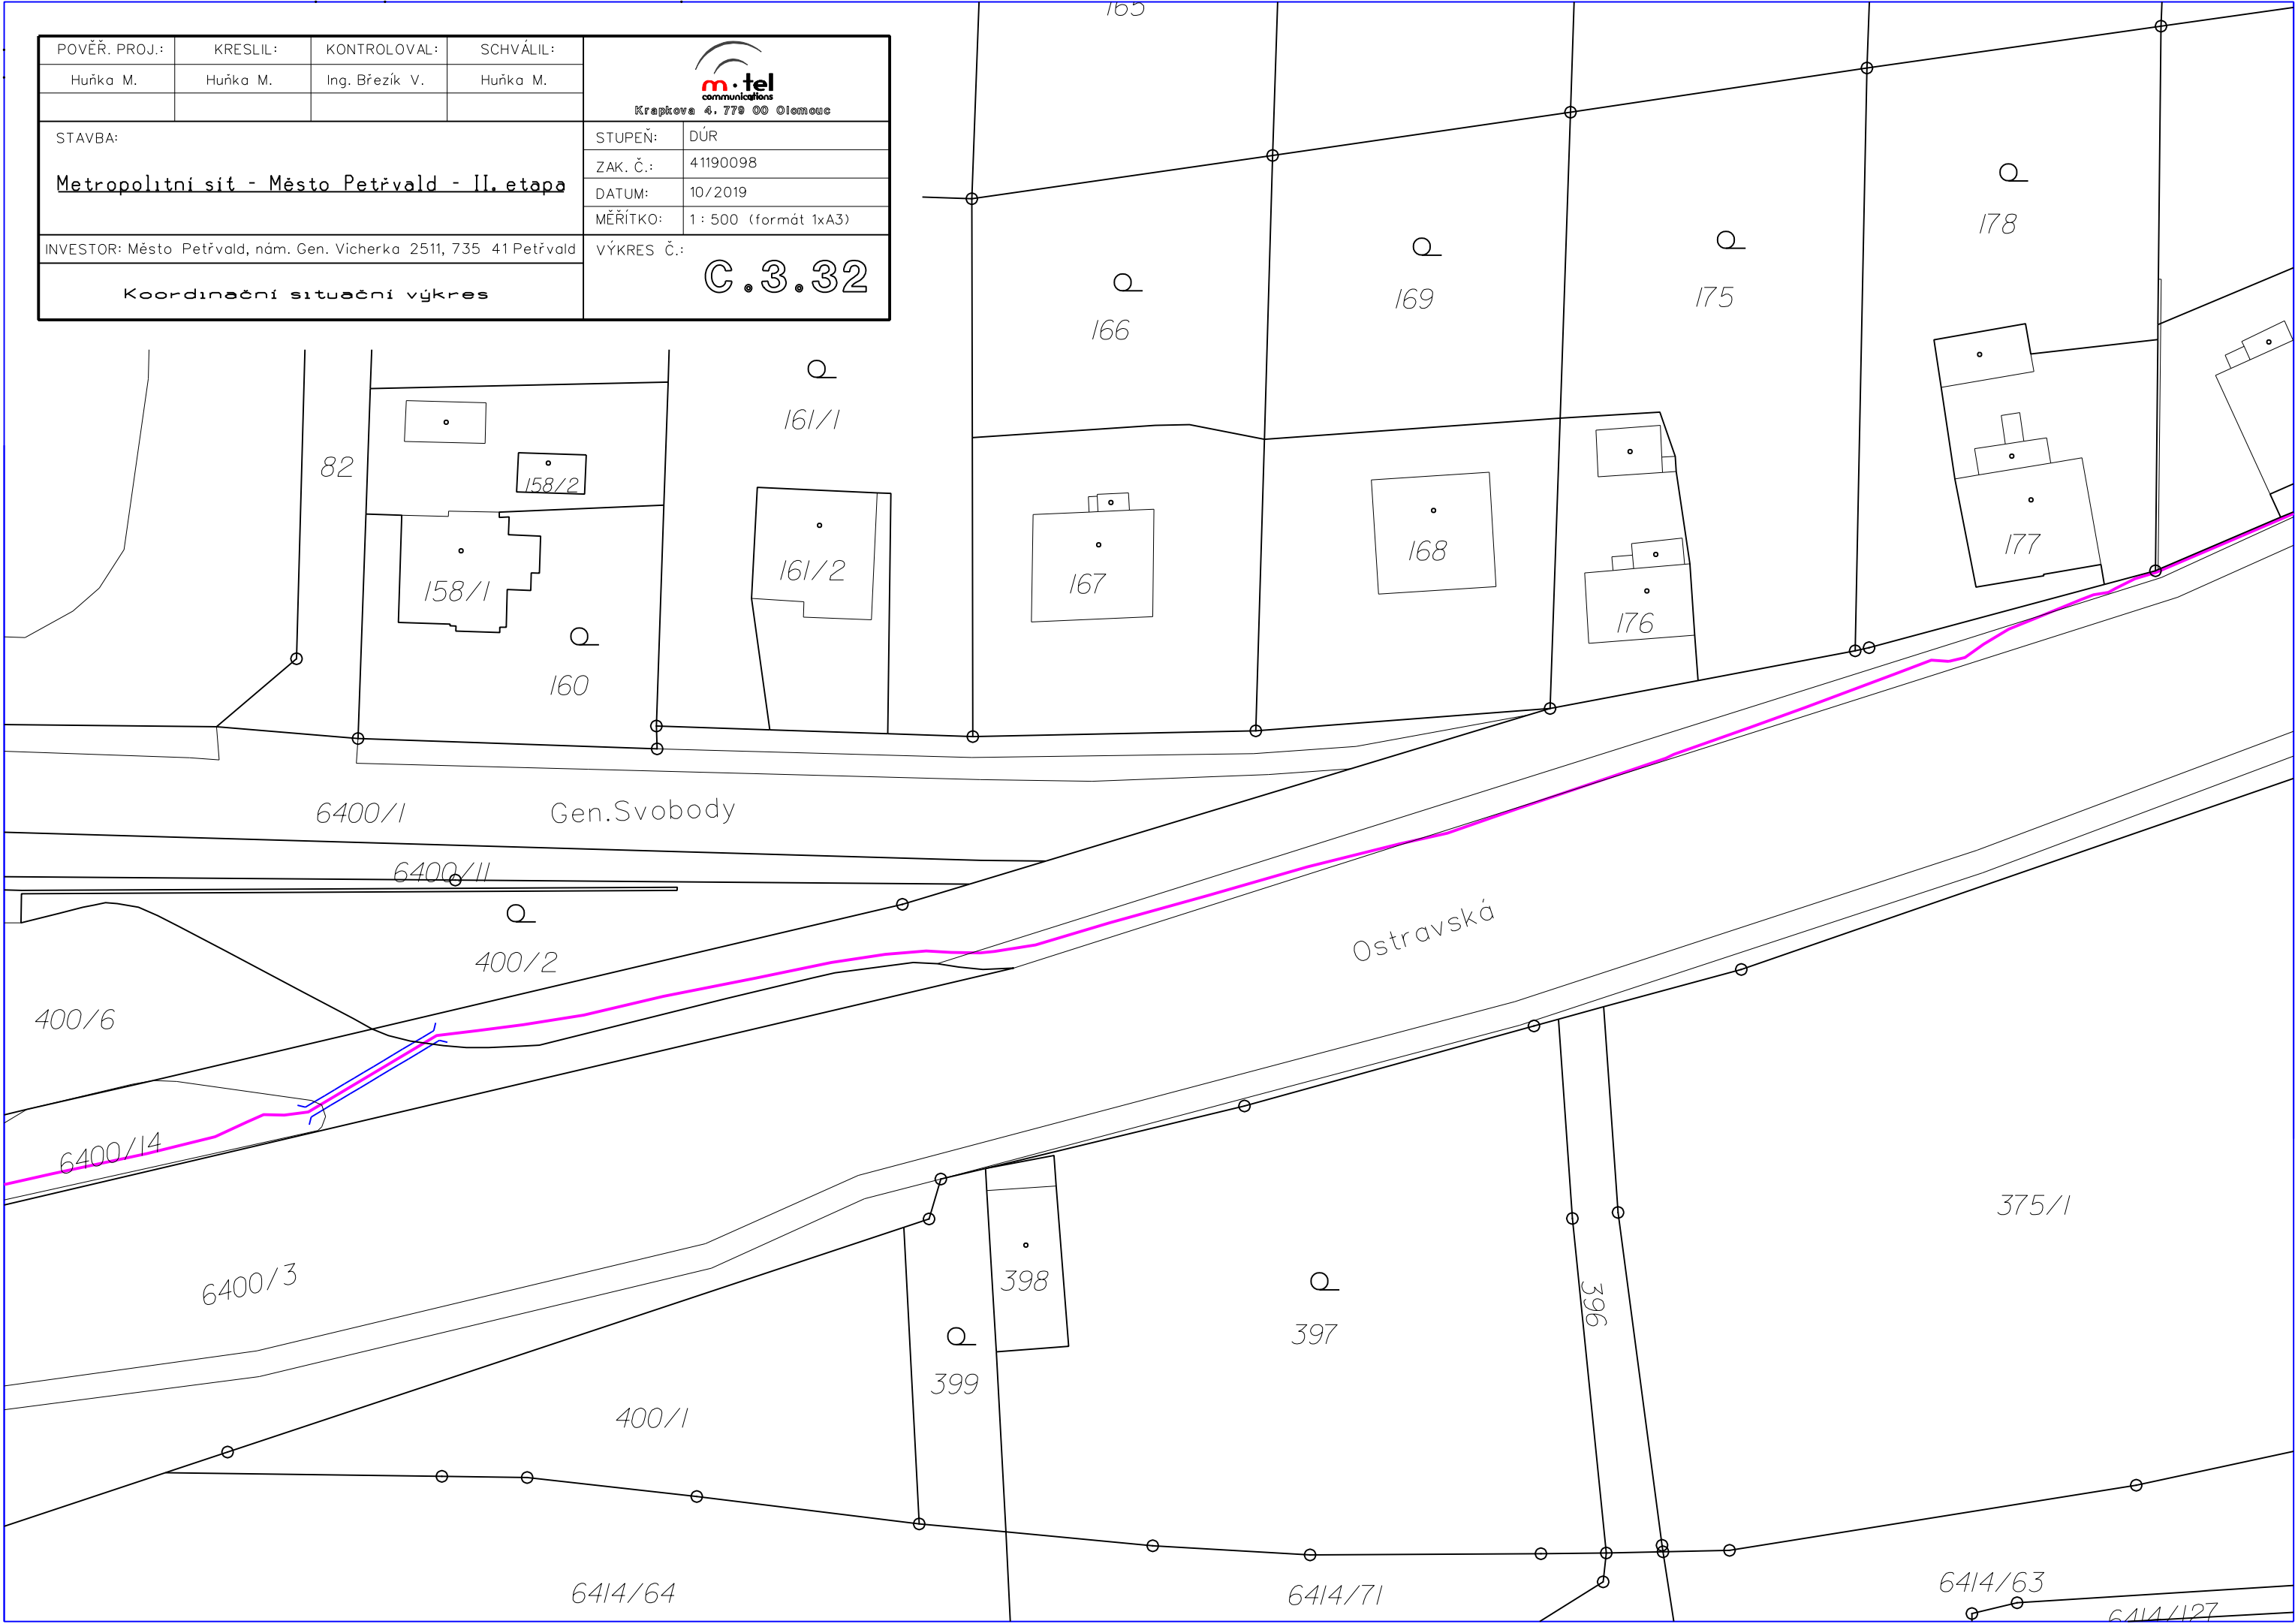 165
POVĚŘ. PROJ.: KRESLIL: KONTROLOVAL: SCHVÁLIL:
Huňka M. Huňka M. Ing. Březík V. Huňka M.
m·tel
communications
Krapkova 4, 779 00 Olomouc
STAVBA:
Metropolitní síť - Město Petřvald - II. etapa
STUPEŇ: DÚR
ZAK. Č.: 41190098
DATUM: 10/2019
MĚŘÍTKO: 1 : 500 (formát 1xA3)
INVESTOR: Město Petřvald, nám. Gen. Vicherka 2511, 735 41 Petřvald
VÝKRES Č.:
C.3.32
Koordinační situační výkres
178
175
169
166
161/1
82
158/2
158/1
161/2
167
168
176
177
160
6400/1
Gen.Svobody
6400/11
400/2
Ostravská
400/6
6400/14
6400/3
375/1
398
396
397
399
400/1
6414/64
6414/71
6414/63
6414/127